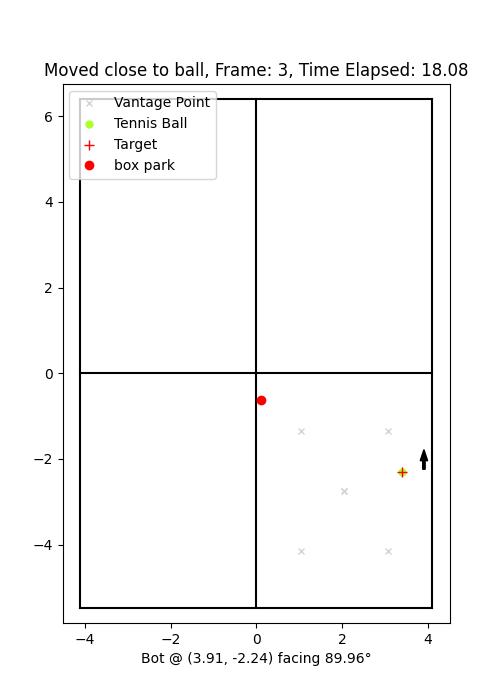 Moved close to ball, Frame: 3, Time Elapsed: 18.08
Vantage Point
Tennis Ball
Target
box park
6
4
2
0
−2
−4
−4 −2 0 2 4
Bot @ (3.91, -2.24) facing 89.96°